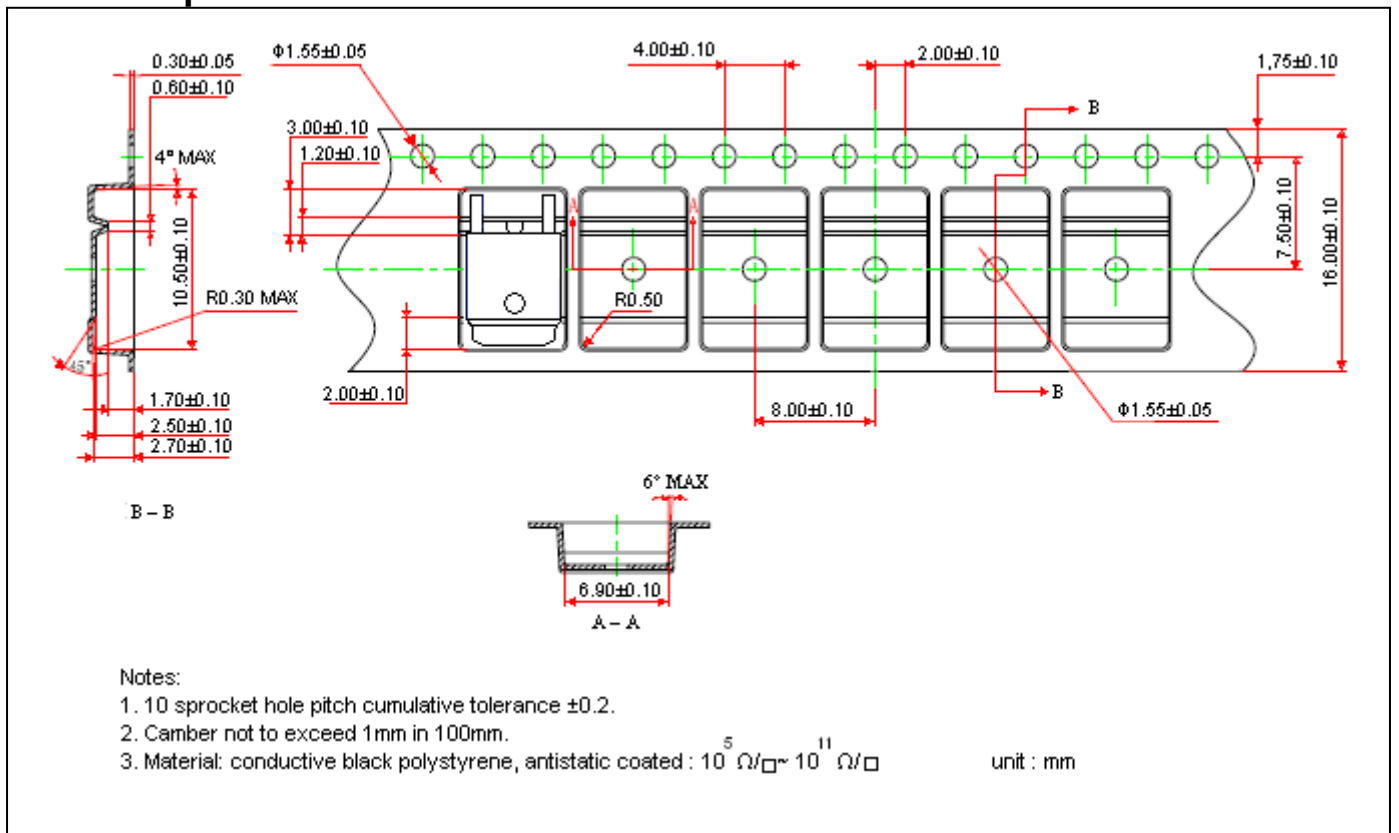 0.30±0.05
0.60±0.10
4° MAX
10.50±0.10
R0.30 MAX
45°
1.70±0.10
2.50±0.10
2.70±0.10
B – B
Φ1.55±0.05
3.00±0.10
1.20±0.10
4.00±0.10
2.00±0.10
B
1,75±0.10
A
A
7.50±0.10
16.00±0.10
R0.50
2.00±0.10
8.00±0.10
B
Φ1.55±0.05
6° MAX
6.90±0.10
A – A
Notes:
1. 10 sprocket hole pitch cumulative tolerance ±0.2.
2. Camber not to exceed 1mm in 100mm.
3. Material: conductive black polystyrene, antistatic coated : 10⁵ Ω/□~ 10¹¹ Ω/□ unit : mm